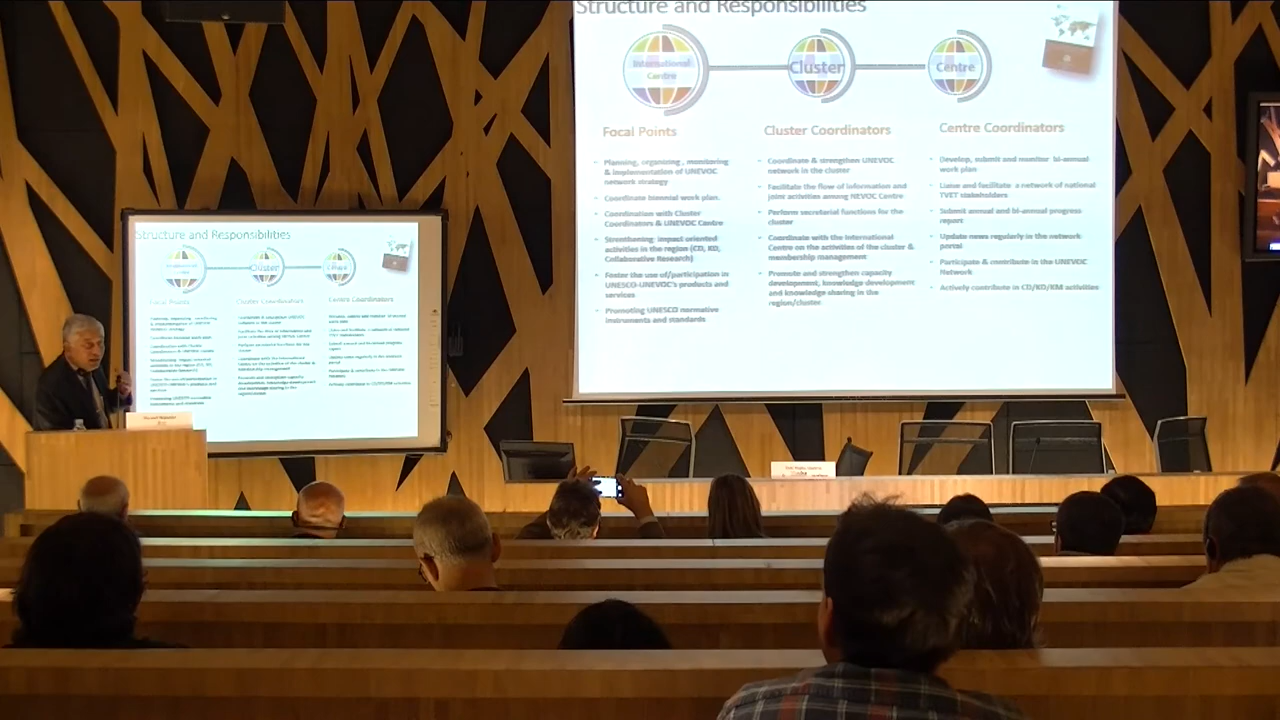 Structure and Responsibilities
International
Centre
Cluster
Centre
Focal Points
Planning, organizing , monitoring
& implementation of UNEVOC
network strategy
Coordinate biennial work plan.
Coordination with Cluster
Coordinators & UNEVOC Centre
Strengthening impact oriented
activities in the region (CD, KD,
Collaborative Research)
Foster the use of/participation in
UNESCO-UNEVOC's products and
services
Promoting UNESCO normative
instruments and standards
Cluster Coordinators
Coordinate & strengthen UNEVOC
network in the cluster
Facilitate the flow of information and
joint activities among NEVOC Centre
Perform secretarial functions for the
cluster
Coordinate with the International
Centre on the activities of the cluster &
membership management
Promote and strengthen capacity
development, knowledge development
and knowledge sharing in the
region/cluster.
Centre Coordinators
Develop, submit and monitor bi-annual
work plan
Liaise and facilitate a network of national
TVET stakeholders
Submit annual and bi-annual progress
report
Update news regularly in the network
portal
Participate & contribute in the UNEVOC
Network
Actively contribute in CD/KD/KM activities
Structure and Responsibilities
Cluster
Centre
Focal Points
Cluster Coordinators
Centre Coordinators